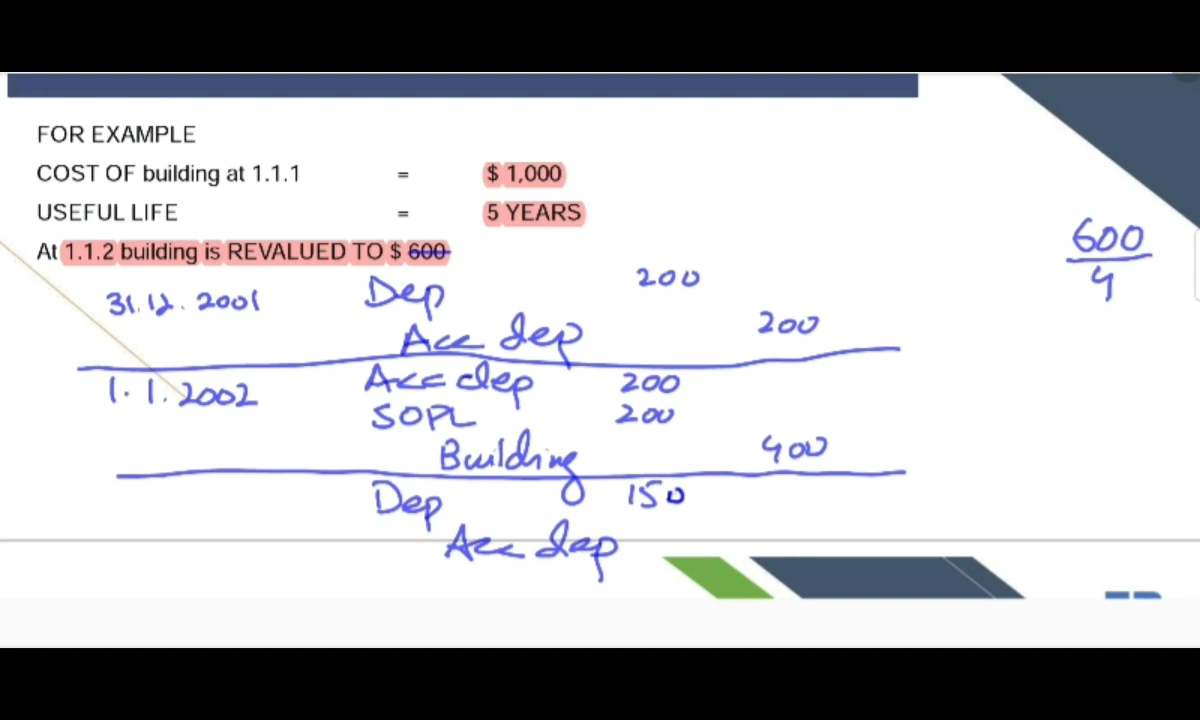 FOR EXAMPLE
COST OF building at 1.1.1 = $ 1,000
USEFUL LIFE = 5 YEARS
At 1.1.2 building is REVALUED TO $ 600
600
4
31.12.2001 Dep 200
Acc dep 200
1.1.2002 Acc dep 200
SOPL 200
Building 400
Dep 150
Acc dep